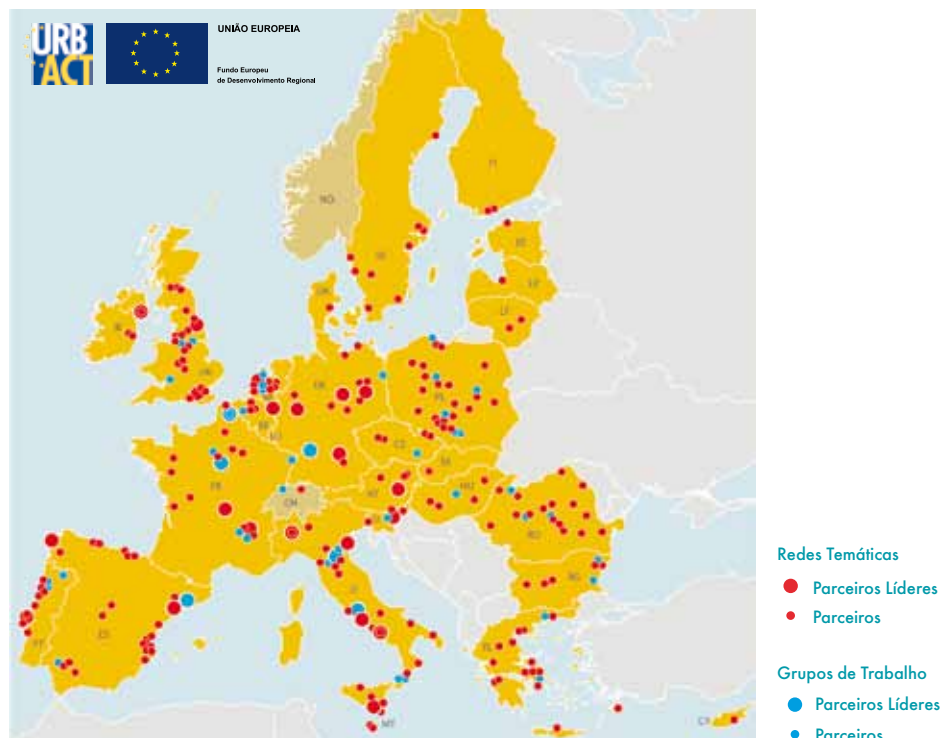 URB
ACT
UNIÃO EUROPEIA
Fundo Europeu
de Desenvolvimento Regional
NO
FI
SE
EE
LV
LT
DK
IE
UK
DE
PL
BE
LU
CZ
SK
FR
CH
AT
HU
RO
BG
IT
PT
ES
EL
MT
CY
Redes Temáticas
Parceiros Líderes
Parceiros
Grupos de Trabalho
Parceiros Líderes
Parceiros